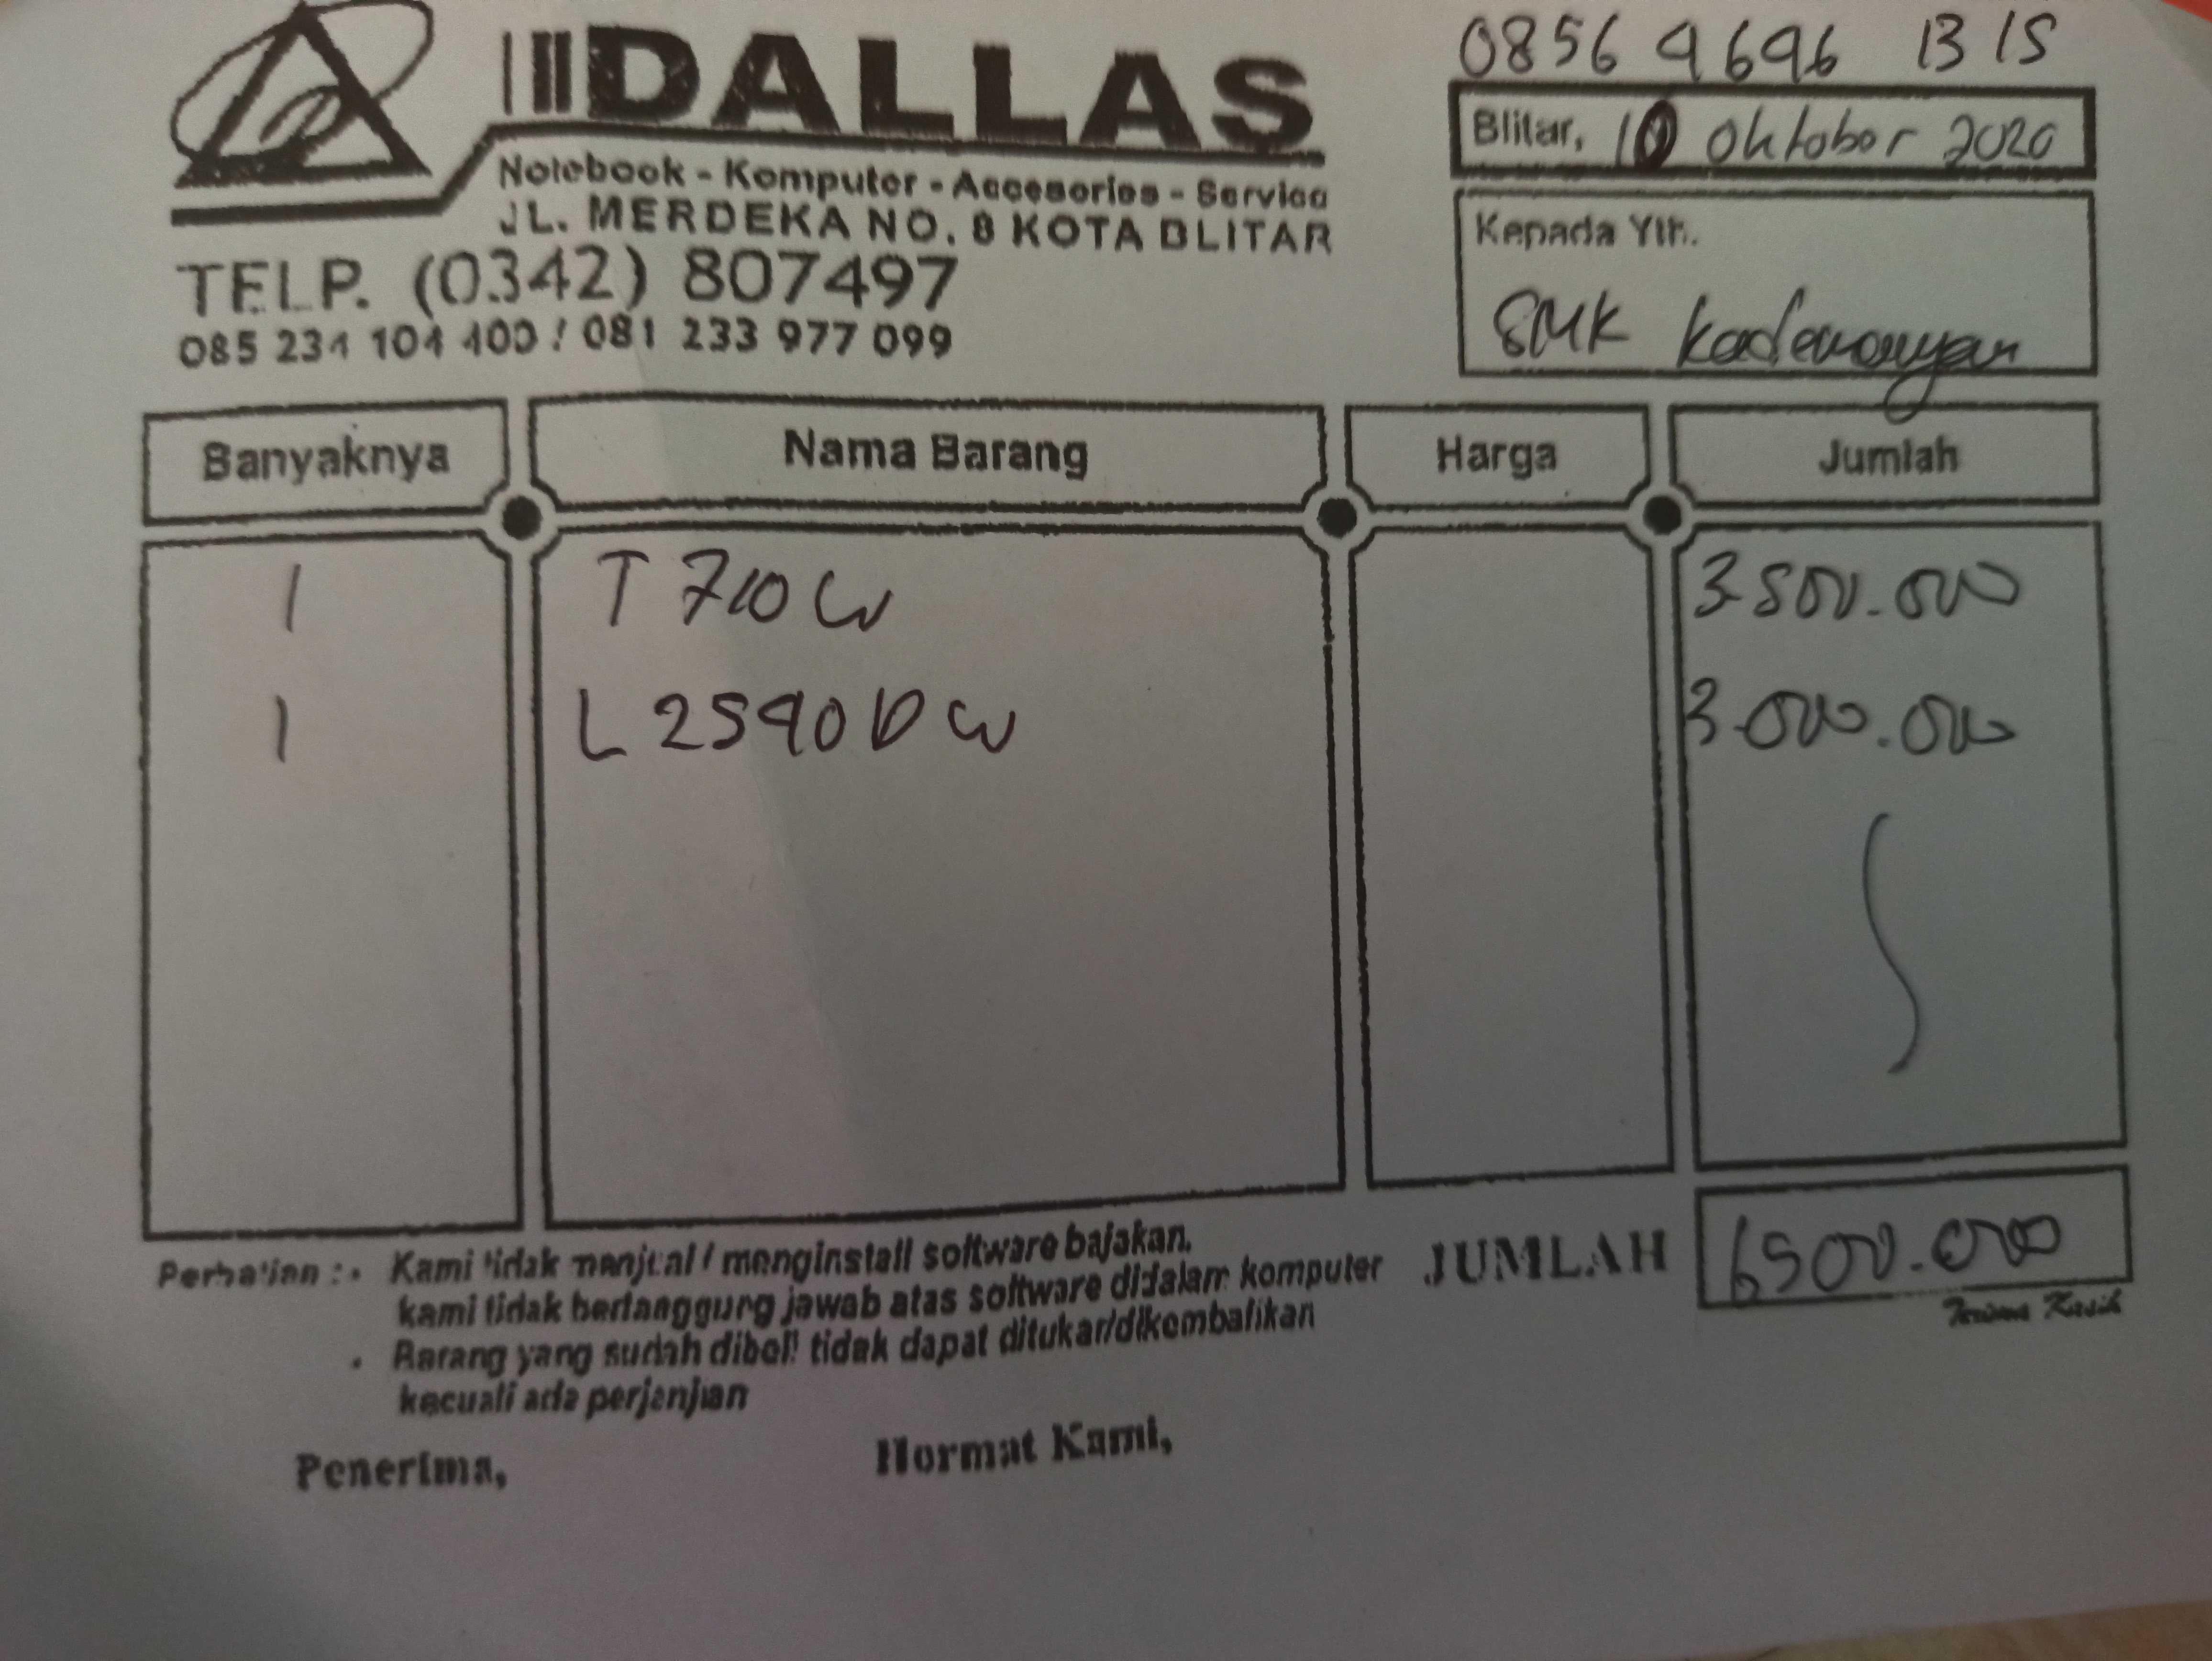 DALLAS
Notebook - Komputer - Accesories - Service
JL. MERDEKA NO. 8 KOTA BLITAR
TELP. (0342) 807497
085 234 104 400 / 081 233 977 099
0856 4646 1315
Blitar, 10 Oktober 2020
Kepada Yth.
SMK
Banyaknya Nama Barang Harga Jumlah
1 T 710 W 3.500.000
1 L 2540 DW 3.000.000
Perhatian : • Kami tidak menjual / menginstall software bajakan.
kami tidak bertanggung jawab atas software didalam komputer
• Barang yang sudah dibeli tidak dapat ditukar/dikembalikan
kecuali ada perjanjian
JUMLAH 6500.000
Terima Kasih
Penerima, Hormat Kami,